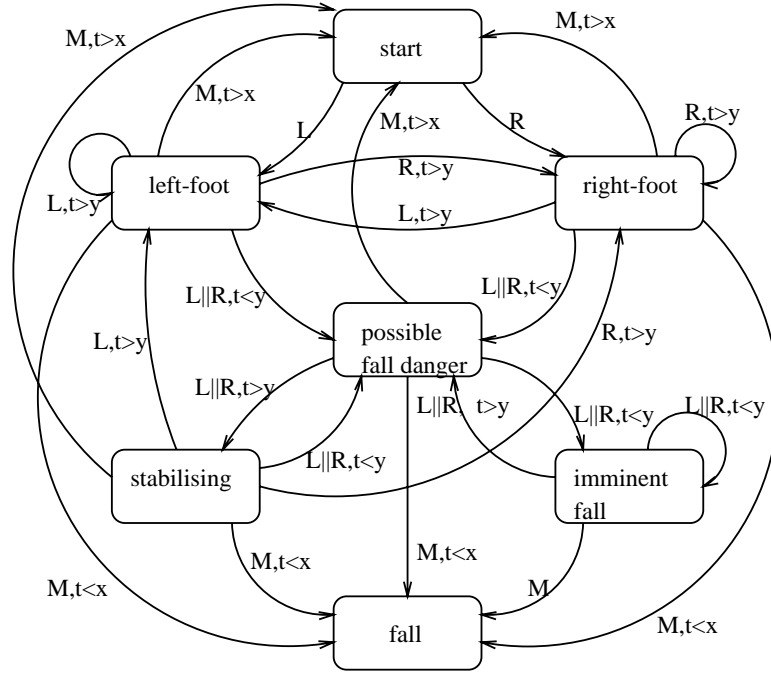 M,t>x
start
M,t>x
M,t>x
M,t>x
L
R
R,t>y
left-foot
R,t>y
right-foot
L,t>y
L,t>y
L||R,t<y
L||R,t<y
possible
fall danger
L,t>y
R,t>y
L||R,t>y
L||R, t>y
L||R,t<y
L||R,t<y
L||R,t<y
stabilising
imminent
fall
M,t<x
M,t<x
M,t<x
M
M,t<x
fall